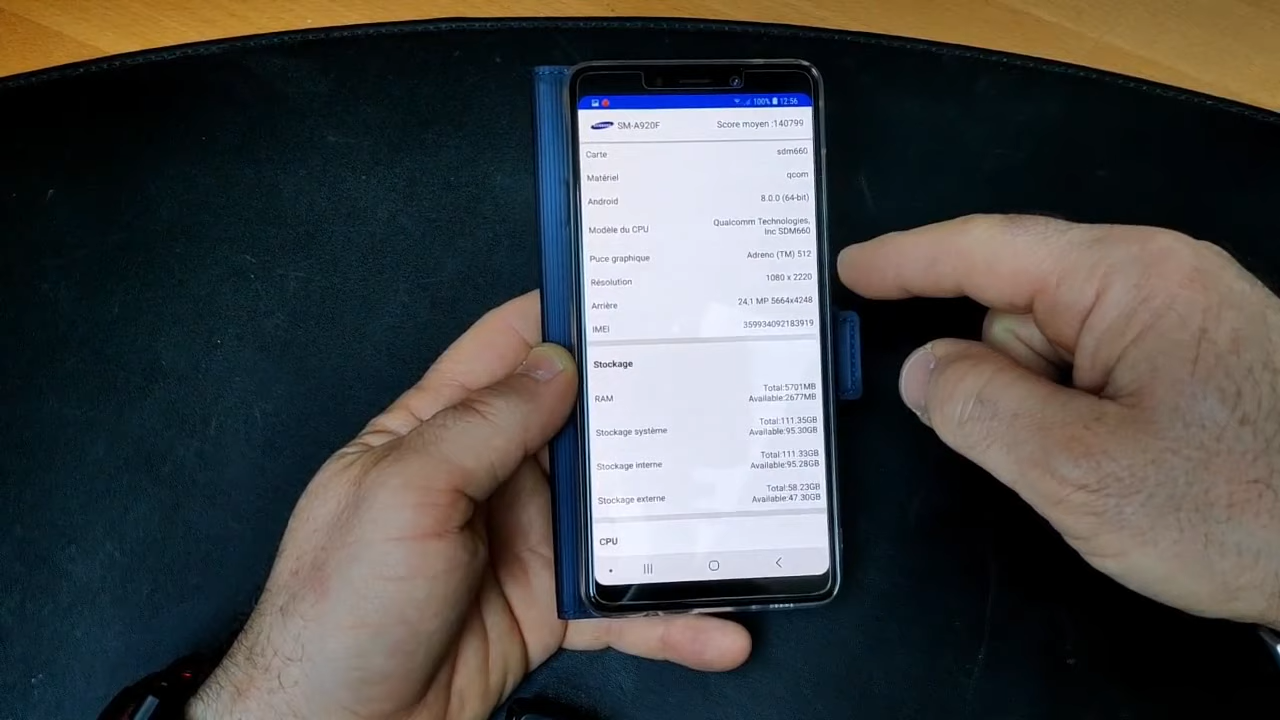 100% 12:56
SAMSUNG SM-A920F Score moyen :140799
Carte sdm660
Matériel qcom
Android 8.0.0 (64-bit)
Modèle du CPU Qualcomm Technologies,
Inc SDM660
Puce graphique Adreno (TM) 512
Résolution 1080 x 2220
Arrière 24,1 MP 5664x4248
IMEI 359934092183919
Stockage
RAM Total:5701MB
Available:2677MB
Stockage système Total:111.35GB
Available:95.30GB
Stockage interne Total:111.33GB
Available:95.28GB
Stockage externe Total:58.23GB
Available:47.30GB
CPU